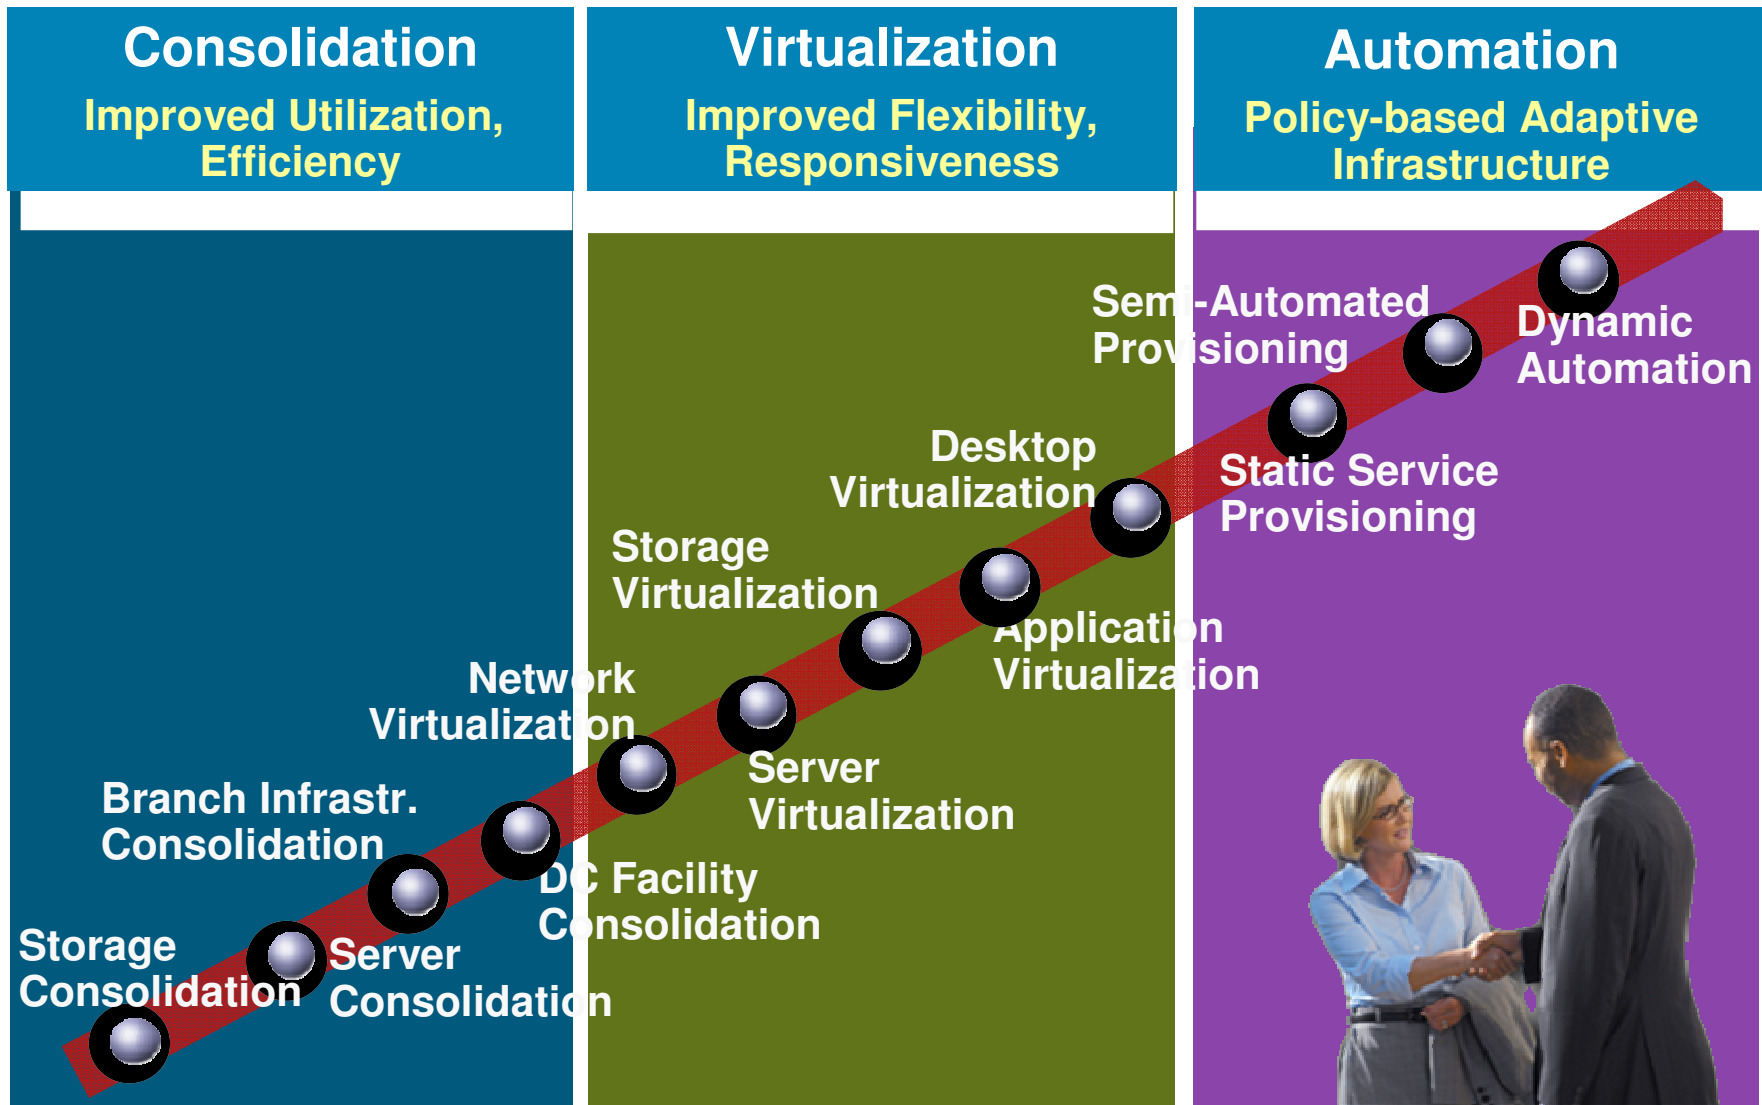 Consolidation
Improved Utilization,
Efficiency
Virtualization
Improved Flexibility,
Responsiveness
Automation
Policy-based Adaptive
Infrastructure
Semi-Automated
Provisioning
Dynamic
Automation
Desktop
Virtualization
Static Service
Provisioning
Storage
Virtualization
Application
Virtualization
Network
Virtualization
Server
Virtualization
Branch Infrastr.
Consolidation
DC Facility
Consolidation
Storage
Consolidation
Server
Consolidation